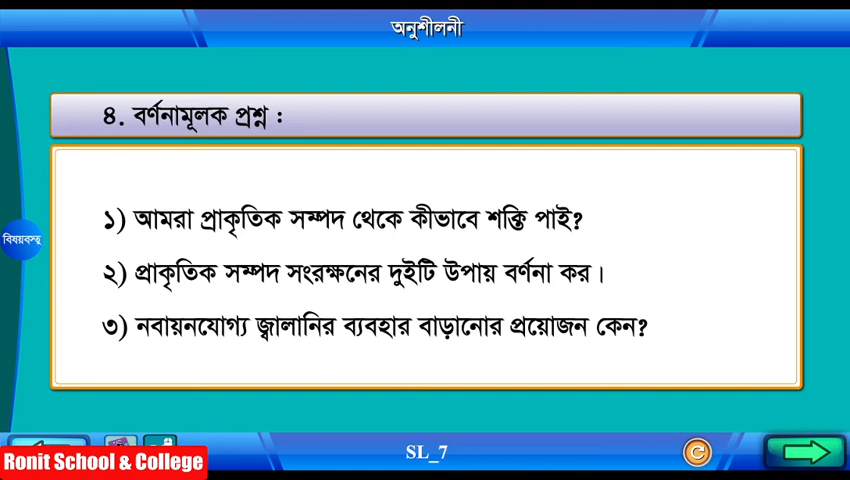 অনুশীলনী
৪. বর্ণনামূলক প্রশ্ন :
১) আমরা প্রাকৃতিক সম্পদ থেকে কীভাবে শক্তি পাই?
২) প্রাকৃতিক সম্পদ সংরক্ষনের দুইটি উপায় বর্ণনা কর।
৩) নবায়নযোগ্য জ্বালানির ব্যবহার বাড়ানোর প্রয়োজন কেন?
বিষয়বস্তু
SL_7
Ronit School & College